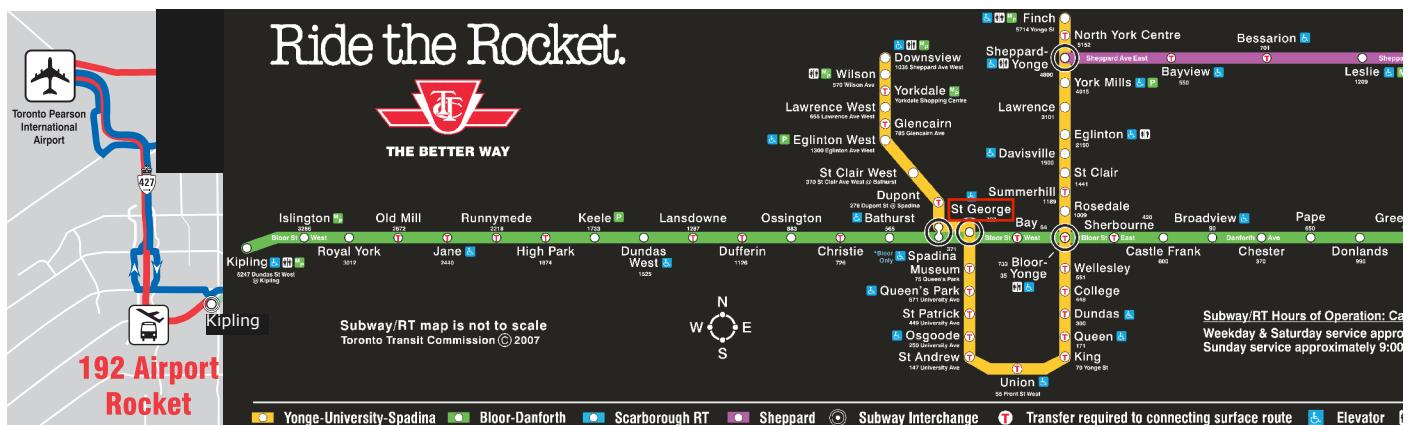 Ride the Rocket.
TTC
THE BETTER WAY
Toronto Pearson
International
Airport
427
192 Airport
Rocket
Kipling
Finch
5714 Yonge St
North York Centre
5152
Sheppard-
Yonge
4800
Sheppard Ave East
Bessarion
701
Bayview
550
Leslie
1209
York Mills
4015
Lawrence
3101
Eglinton
2190
Davisville
1900
St Clair
1441
Summerhill
1189
Rosedale
1009
Downsview
1035 Sheppard Ave West
Wilson
570 Wilson Ave
Yorkdale
Yorkdale Shopping Centre
Lawrence West
655 Lawrence Ave West
Glencairn
785 Glencairn Ave
Eglinton West
1300 Eglinton Ave West
St Clair West
370 St Clair Ave West @ Bathurst
Dupont
276 Dupont St @ Spadina
St George
Kipling
5247 Dundas St West
@ Kipling
Islington
3286
Bloor St West
Royal York
3012
Old Mill
2672
Jane
2440
Runnymede
2218
High Park
1874
Keele
1733
Dundas
West
1525
Lansdowne
1287
Dufferin
1126
Ossington
883
Christie
726
Bathurst
565
*Bloor
Only
Spadina
371
Bay
64
Bloor St West
Bloor-
Yonge
733
35
Sherbourne
420
Bloor St East
Castle Frank
600
Broadview
90
Danforth Ave
Chester
370
Pape
650
Donlands
990
Gree
Museum
75 Queen's Park
Queen's Park
671 University Ave
St Patrick
449 University Ave
Osgoode
250 University Ave
St Andrew
147 University Ave
Union
55 Front St West
King
70 Yonge St
Queen
171
Dundas
300
College
448
Wellesley
551
N
W E
S
Subway/RT map is not to scale
Toronto Transit Commission © 2007
Subway/RT Hours of Operation: Ca
Weekday & Saturday service appro
Sunday service approximately 9:00
Yonge-University-Spadina
Bloor-Danforth
Scarborough RT
Sheppard
Subway Interchange
Transfer required to connecting surface route
Elevator